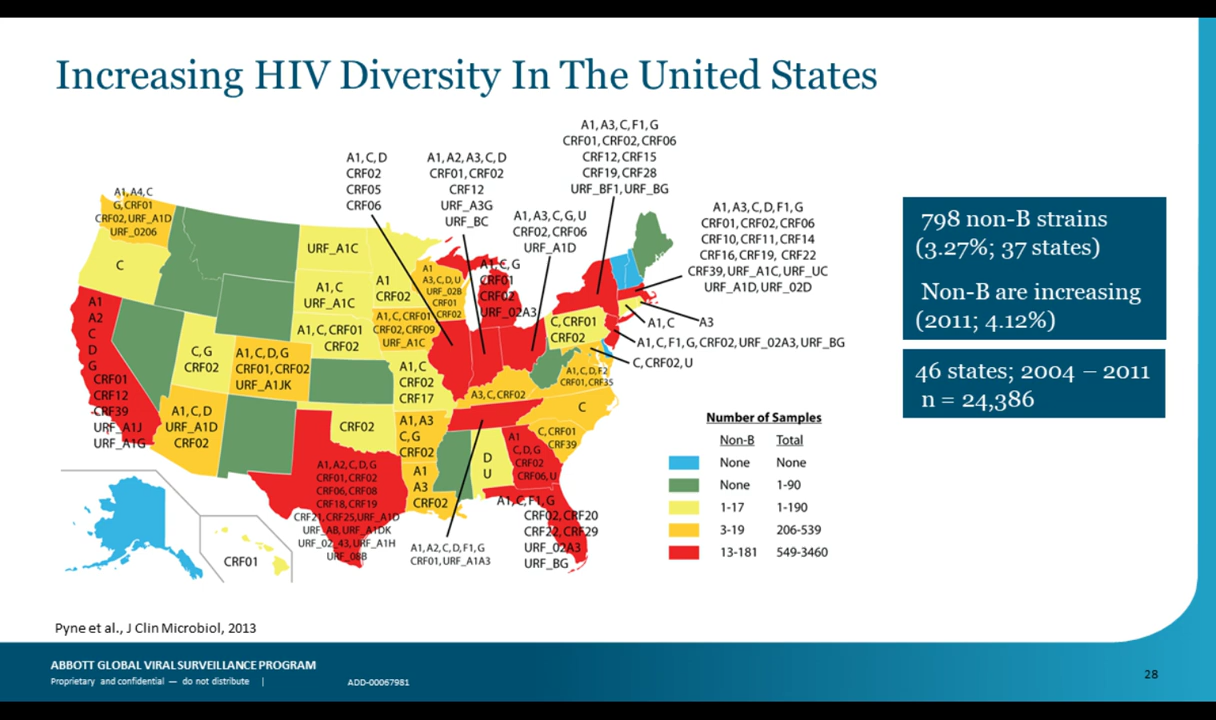 Increasing HIV Diversity In The United States
A1, A3, C, F1, G
CRF01, CRF02, CRF06
CRF12, CRF15
CRF19, CRF28
URF_BF1, URF_BG
A1, C, D
CRF02
CRF05
CRF06
A1, A2, A3, C, D
CRF01, CRF02
CRF12
URF_A3G
URF_BC
A1, A3, C, G, U
CRF02, CRF06
URF_A1D
A1, A3, C, D, F1, G
CRF01, CRF02, CRF06
CRF10, CRF11, CRF14
CRF16, CRF19, CRF22
CRF39, URF_A1C, URF_UC
URF_A1D, URF_02D
A1, A4, C
G, CRF01
CRF02, URF_A1D
URF_0206
C
URF_A1C
A1, C
URF_A1C
A1, C, CRF01
CRF02
A1
CRF02
A1
A3, C, D, U
URF_02B
CRF01
CRF02
A1, C, G
CRF01
CRF02
URF_02A3
A1, C, CRF01
CRF02, CRF09
URF_A1C
A1
A2
C
D
G
CRF01
CRF12
CRF39
URF_A1J
URF_A1G
C, G
CRF02
A1, C, D, G
CRF01, CRF02
URF_A1JK
A1, C
CRF02
CRF17
C, CRF01
CRF02
A1, C
A3
A1, C, F1, G, CRF02, URF_02A3, URF_BG
C, CRF02, U
A1, C, D, F2
CRF01, CRF35
A3, C, CRF02
C
C, CRF01
CRF39
A1, C, D
URF_A1D
CRF02
CRF02
A1, A3
C, G
CRF02
A1
A3
CRF02
D
U
A1
C, D, G
CRF02
CRF06, U
A1, A2, C, D, G
CRF01, CRF02
CRF06, CRF08
CRF18, CRF19
CRF21, CRF25, URF_A1D
URF_AB, URF_A1DK
URF_02_43, URF_A1H
URF_08B
A1, A2, C, D, F1, G
CRF01, URF_A1A3
A1, C, F1, G
CRF02, CRF20
CRF22, CRF29
URF_02A3
URF_BG
CRF01
Number of Samples
Non-B Total
None None
None 1-90
1-17 1-190
3-19 206-539
13-181 549-3460
798 non-B strains
(3.27%; 37 states)
Non-B are increasing
(2011; 4.12%)
46 states; 2004 – 2011
n = 24,386
Pyne et al., J Clin Microbiol, 2013
ABBOTT GLOBAL VIRAL SURVEILLANCE PROGRAM
Proprietary and confidential — do not distribute | ADD-00067981
28